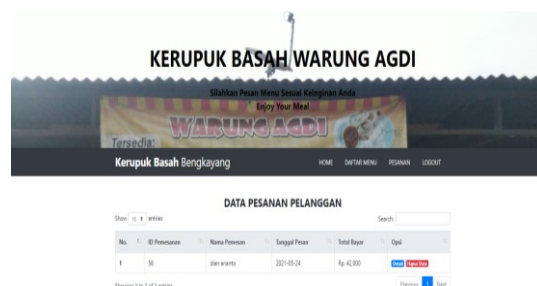 KERUPUK BASAH WARUNG AGDI
Silahkan Pesan Menu Sesuai Keinginan Anda
Enjoy Your Meal
WARUNG AGDI
Tersedia:
Kerupuk Basah Bengkayang
HOME DAFTAR MENU PESANAN LOGOUT
DATA PESANAN PELANGGAN
Show 10 entries Search:
No. ID Pemesanan Nama Pemesan Tanggal Pesan Total Bayar Opsi
1 50 dian arianto 2021-03-24 Rp. 42,000 Detail Hapus Data
Showing 1 to 1 of 1 entries Previous 1 Next